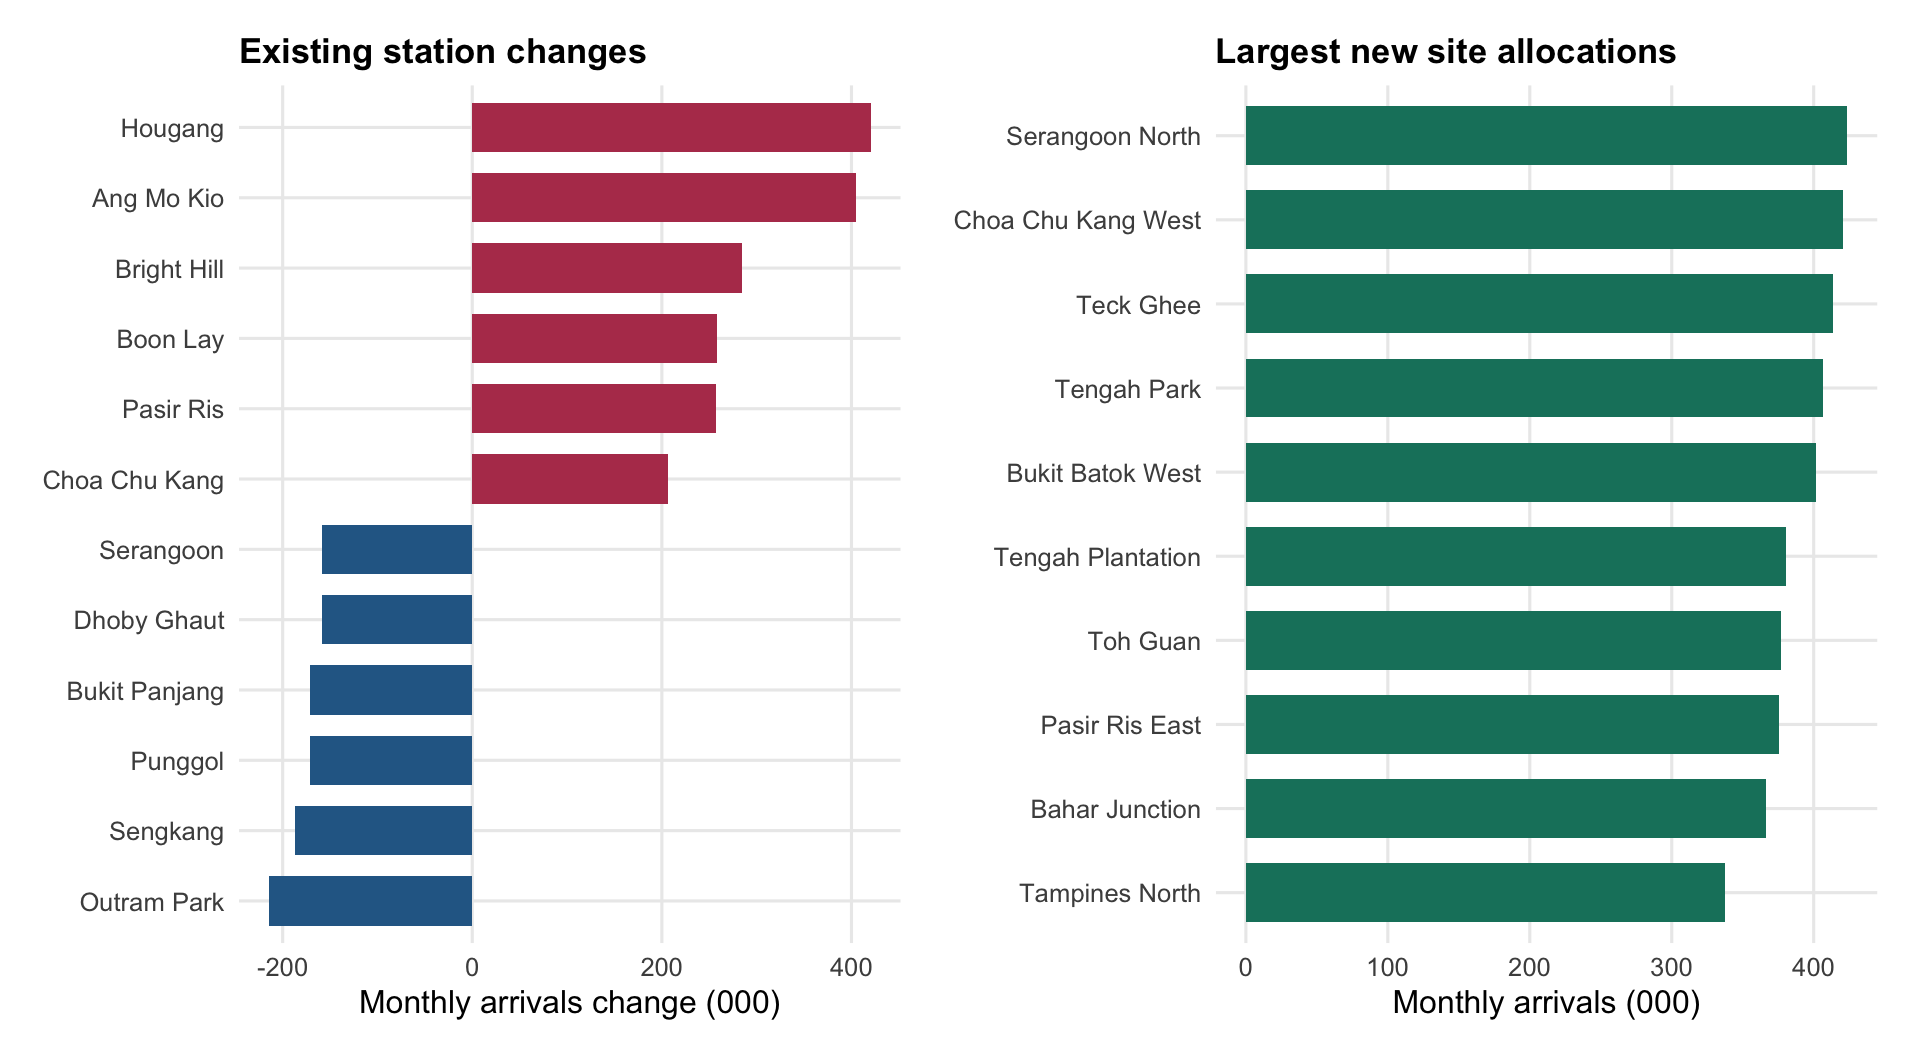 Existing station changes
Hougang
Ang Mo Kio
Bright Hill
Boon Lay
Pasir Ris
Choa Chu Kang
Serangoon
Dhoby Ghaut
Bukit Panjang
Punggol
Sengkang
Outram Park
-200 0 200 400
Monthly arrivals change (000)
Largest new site allocations
Serangoon North
Choa Chu Kang West
Teck Ghee
Tengah Park
Bukit Batok West
Tengah Plantation
Toh Guan
Pasir Ris East
Bahar Junction
Tampines North
0 100 200 300 400
Monthly arrivals (000)